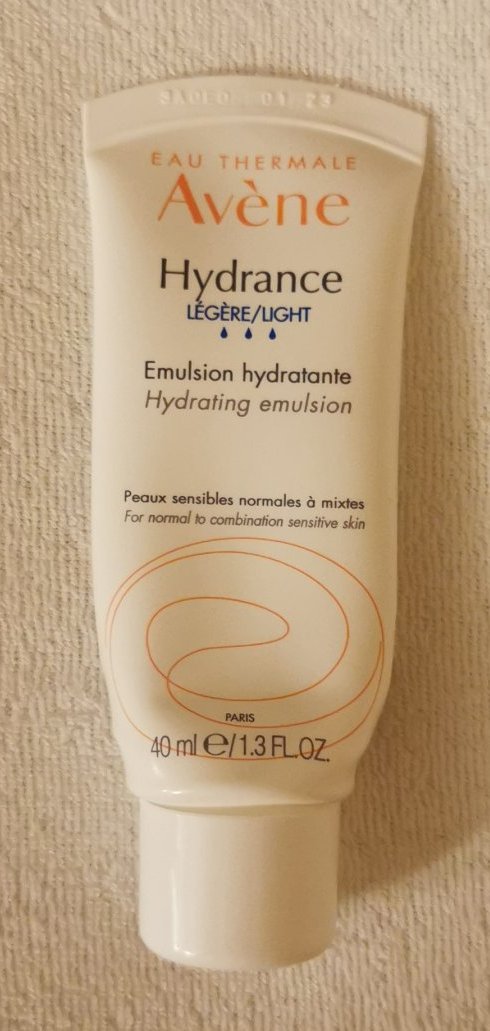 EAU THERMALE
Avène
Hydrance
LÉGÈRE/LIGHT
Emulsion hydratante
Hydrating emulsion
Peaux sensibles normales à mixtes
For normal to combination sensitive skin
PARIS
40 ml e/1.3 FL.OZ.